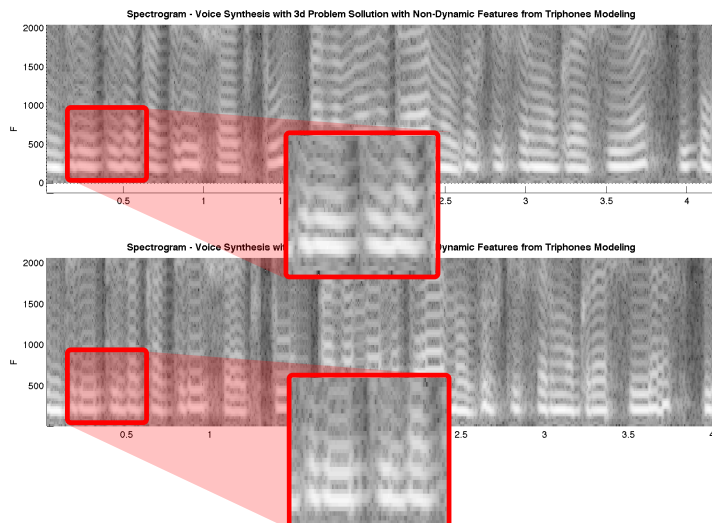 Spectrogram - Voice Synthesis with 3d Problem Sollution with Non-Dynamic Features from Triphones Modeling
2000
1500
1000
500
0
F
0.5 1 1. 2.5 3 3.5 4
Spectrogram - Voice Synthesis with Dynamic Features from Triphones Modeling
2000
1500
1000
500
F
0.5 1 2.5 3 3.5 4